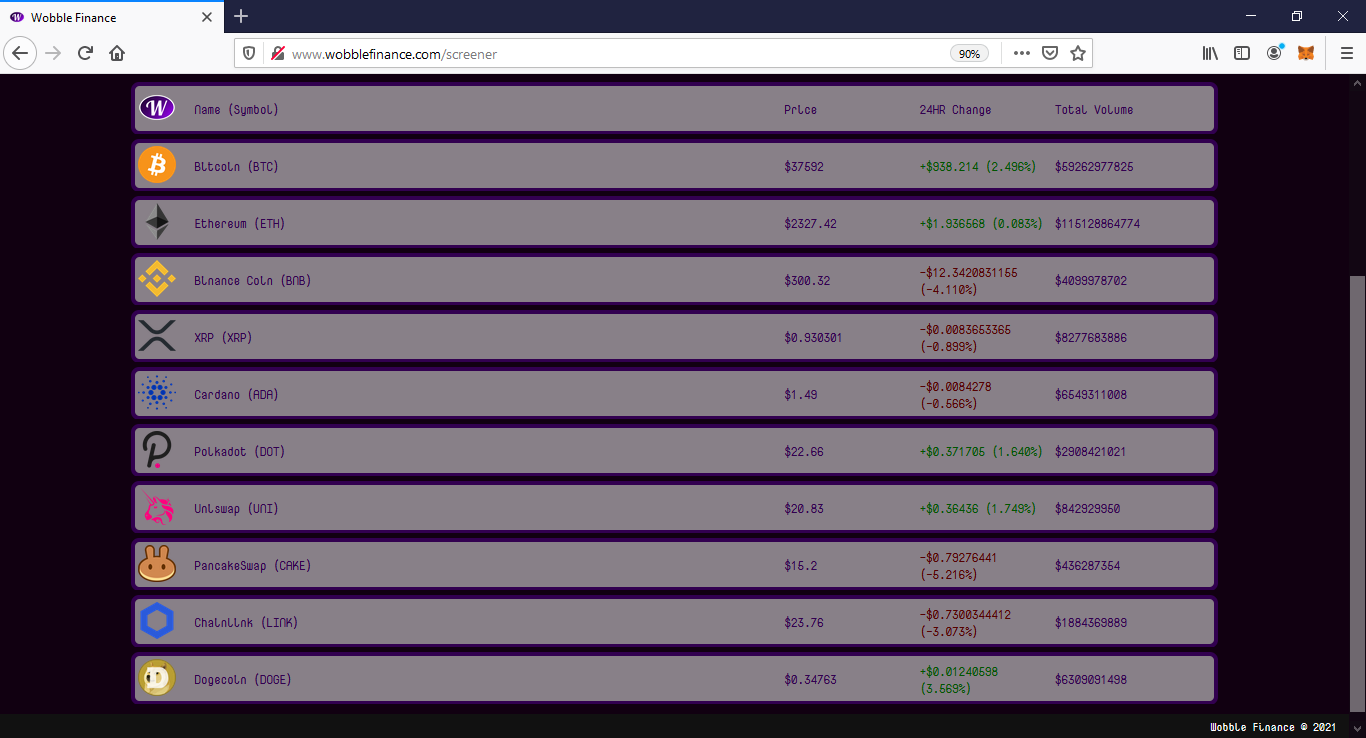 Wobble Finance
www.wobblefinance.com/screener
90%
W
Name (Symbol) Price 24HR Change Total Volume
Bitcoin (BTC) $37592 +$938.214 (2.496%) $59262977825
Ethereum (ETH) $2327.42 +$1.936568 (0.083%) $115128864774
Binance Coin (BNB) $300.32 -$12.3420831155 $4099978702
(-4.110%)
XRP (XRP) $0.930301 -$0.0083653365 $8277683886
(-0.899%)
Cardano (ADA) $1.49 -$0.0084278 $6549311008
(-0.566%)
Polkadot (DOT) $22.66 +$0.371705 (1.640%) $2908421021
Uniswap (UNI) $20.83 +$0.36436 (1.749%) $842929950
PancakeSwap (CAKE) $15.2 -$0.79276441 $436287354
(-5.216%)
Chainlink (LINK) $23.76 -$0.7300344412 $1884369889
(-3.073%)
Dogecoin (DOGE) $0.34763 +$0.01240598 $6309091498
(3.569%)
Wobble Finance © 2021